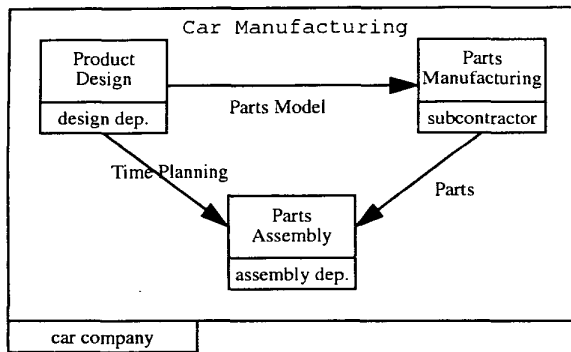 Car Manufacturing
Product
Design
design dep.
Parts Model
Parts
Manufacturing
subcontractor
Time Planning
Parts
Parts
Assembly
assembly dep.
car company